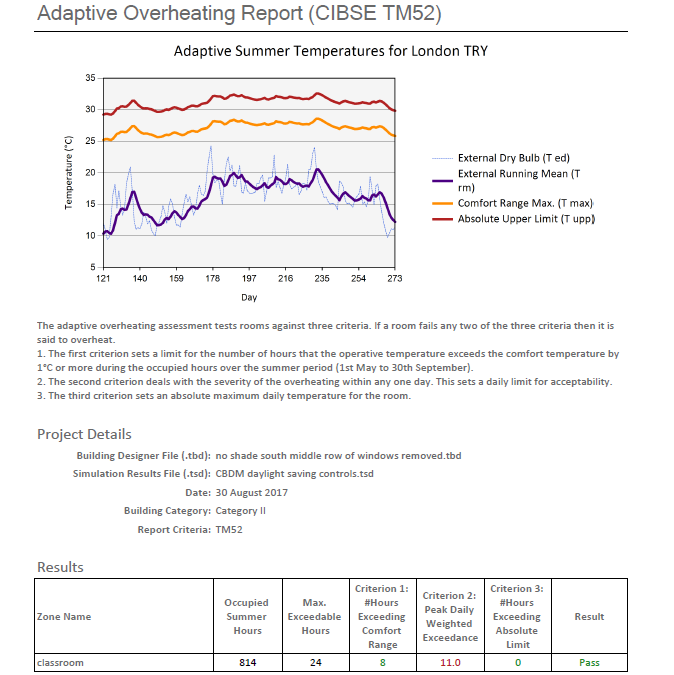 Adaptive Overheating Report (CIBSE TM52)
Adaptive Summer Temperatures for London TRY
35
30
25
20
15
10
5
Temperature (°C)
121 140 159 178 197 216 235 254 273
Day
External Dry Bulb (T ed)
External Running Mean (T
rm)
Comfort Range Max. (T max)
Absolute Upper Limit (T upp)
The adaptive overheating assessment tests rooms against three criteria. If a room fails any two of the three criteria then it is
said to overheat.
1. The first criterion sets a limit for the number of hours that the operative temperature exceeds the comfort temperature by
1°C or more during the occupied hours over the summer period (1st May to 30th September).
2. The second criterion deals with the severity of the overheating within any one day. This sets a daily limit for acceptability.
3. The third criterion sets an absolute maximum daily temperature for the room.
Project Details
Building Designer File (.tbd): no shade south middle row of windows removed.tbd
Simulation Results File (.tsd): CBDM daylight saving controls.tsd
Date: 30 August 2017
Building Category: Category II
Report Criteria: TM52
Results
Zone Name
Occupied
Summer
Hours
Max.
Exceedable
Hours
Criterion 1:
#Hours
Exceeding
Comfort
Range
Criterion 2:
Peak Daily
Weighted
Exceedance
Criterion 3:
#Hours
Exceeding
Absolute
Limit
Result
classroom 814 24 8 11.0 0 Pass